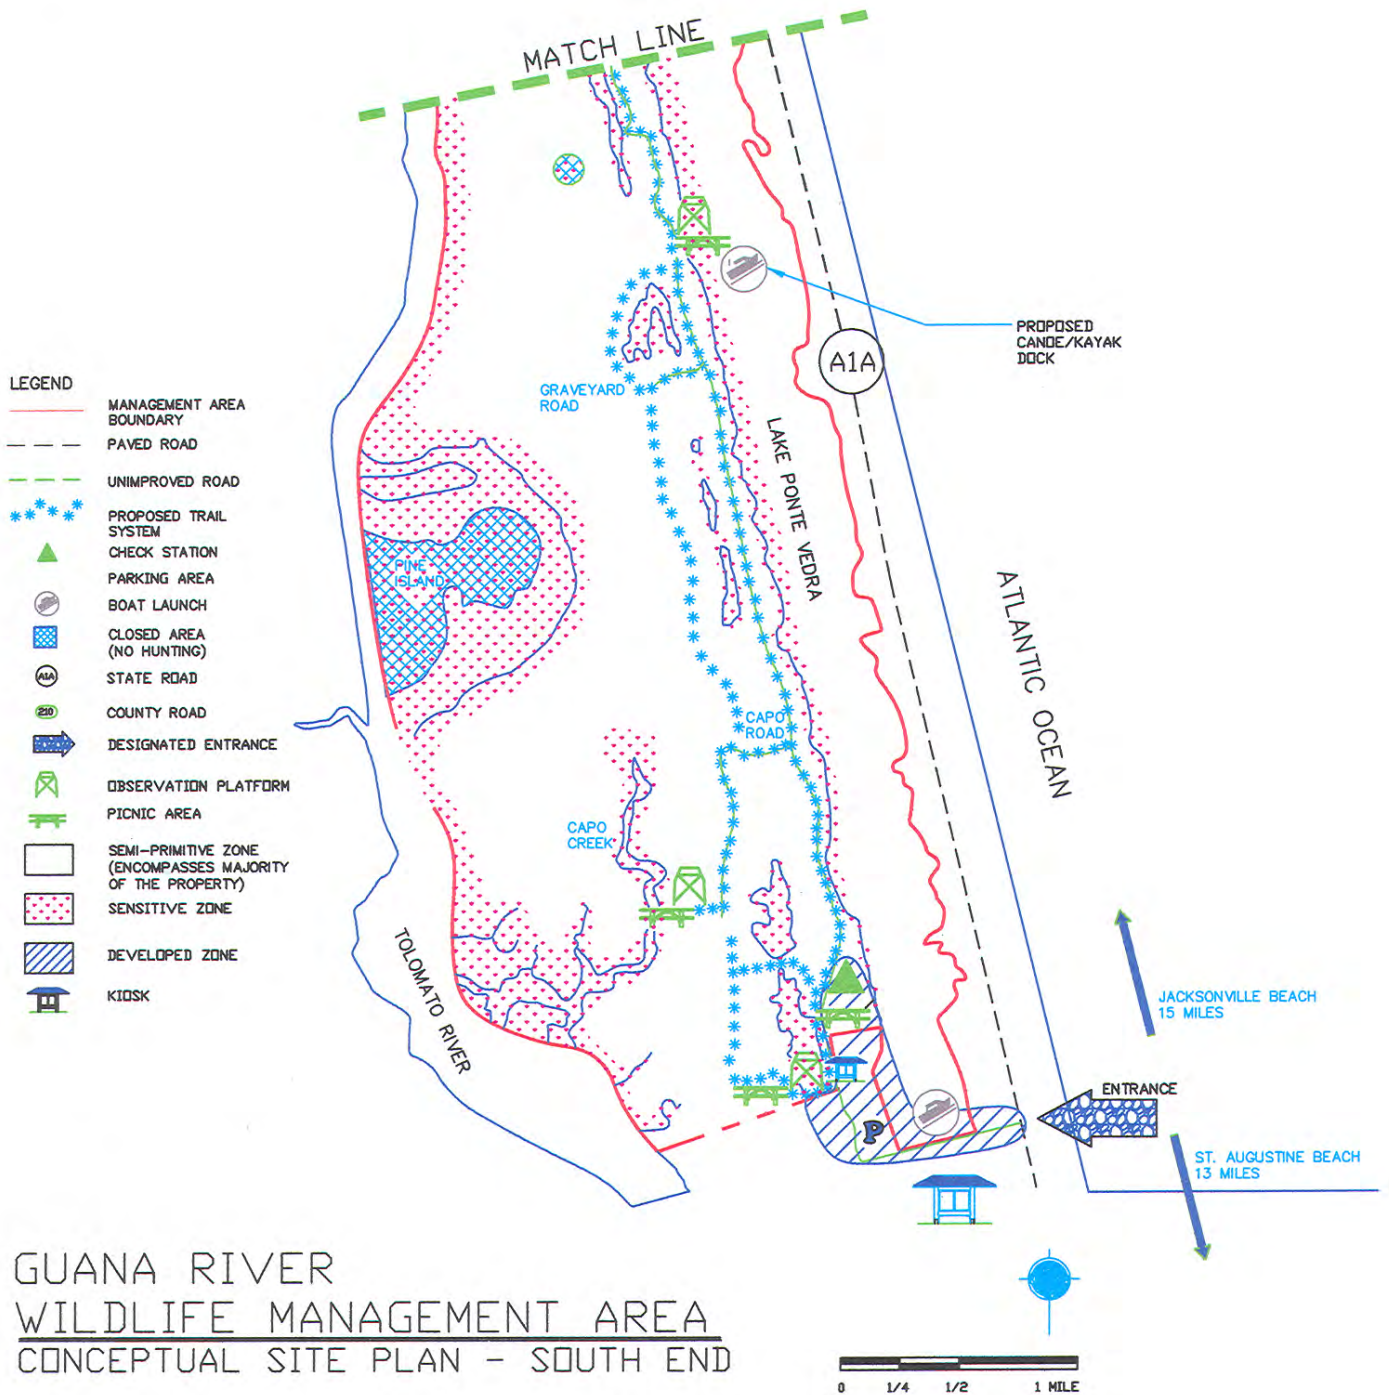 MATCH LINE
PROPOSED
CANOE/KAYAK
DOCK
A1A
GRAVEYARD
ROAD
LAKE PONTE VEDRA
LEGEND
MANAGEMENT AREA
BOUNDARY
PAVED ROAD
UNIMPROVED ROAD
PROPOSED TRAIL
SYSTEM
CHECK STATION
PARKING AREA
BOAT LAUNCH
CLOSED AREA
(NO HUNTING)
A1A
STATE ROAD
210
COUNTY ROAD
DESIGNATED ENTRANCE
OBSERVATION PLATFORM
PICNIC AREA
SEMI-PRIMITIVE ZONE
(ENCOMPASSES MAJORITY
OF THE PROPERTY)
SENSITIVE ZONE
DEVELOPED ZONE
KIOSK
PINE
ISLAND
ATLANTIC OCEAN
CAPO
ROAD
CAPO
CREEK
TOLOMATO RIVER
JACKSONVILLE BEACH
15 MILES
ENTRANCE
P
ST. AUGUSTINE BEACH
13 MILES
GUANA RIVER
WILDLIFE MANAGEMENT AREA
CONCEPTUAL SITE PLAN - SOUTH END
0 1/4 1/2 1 MILE